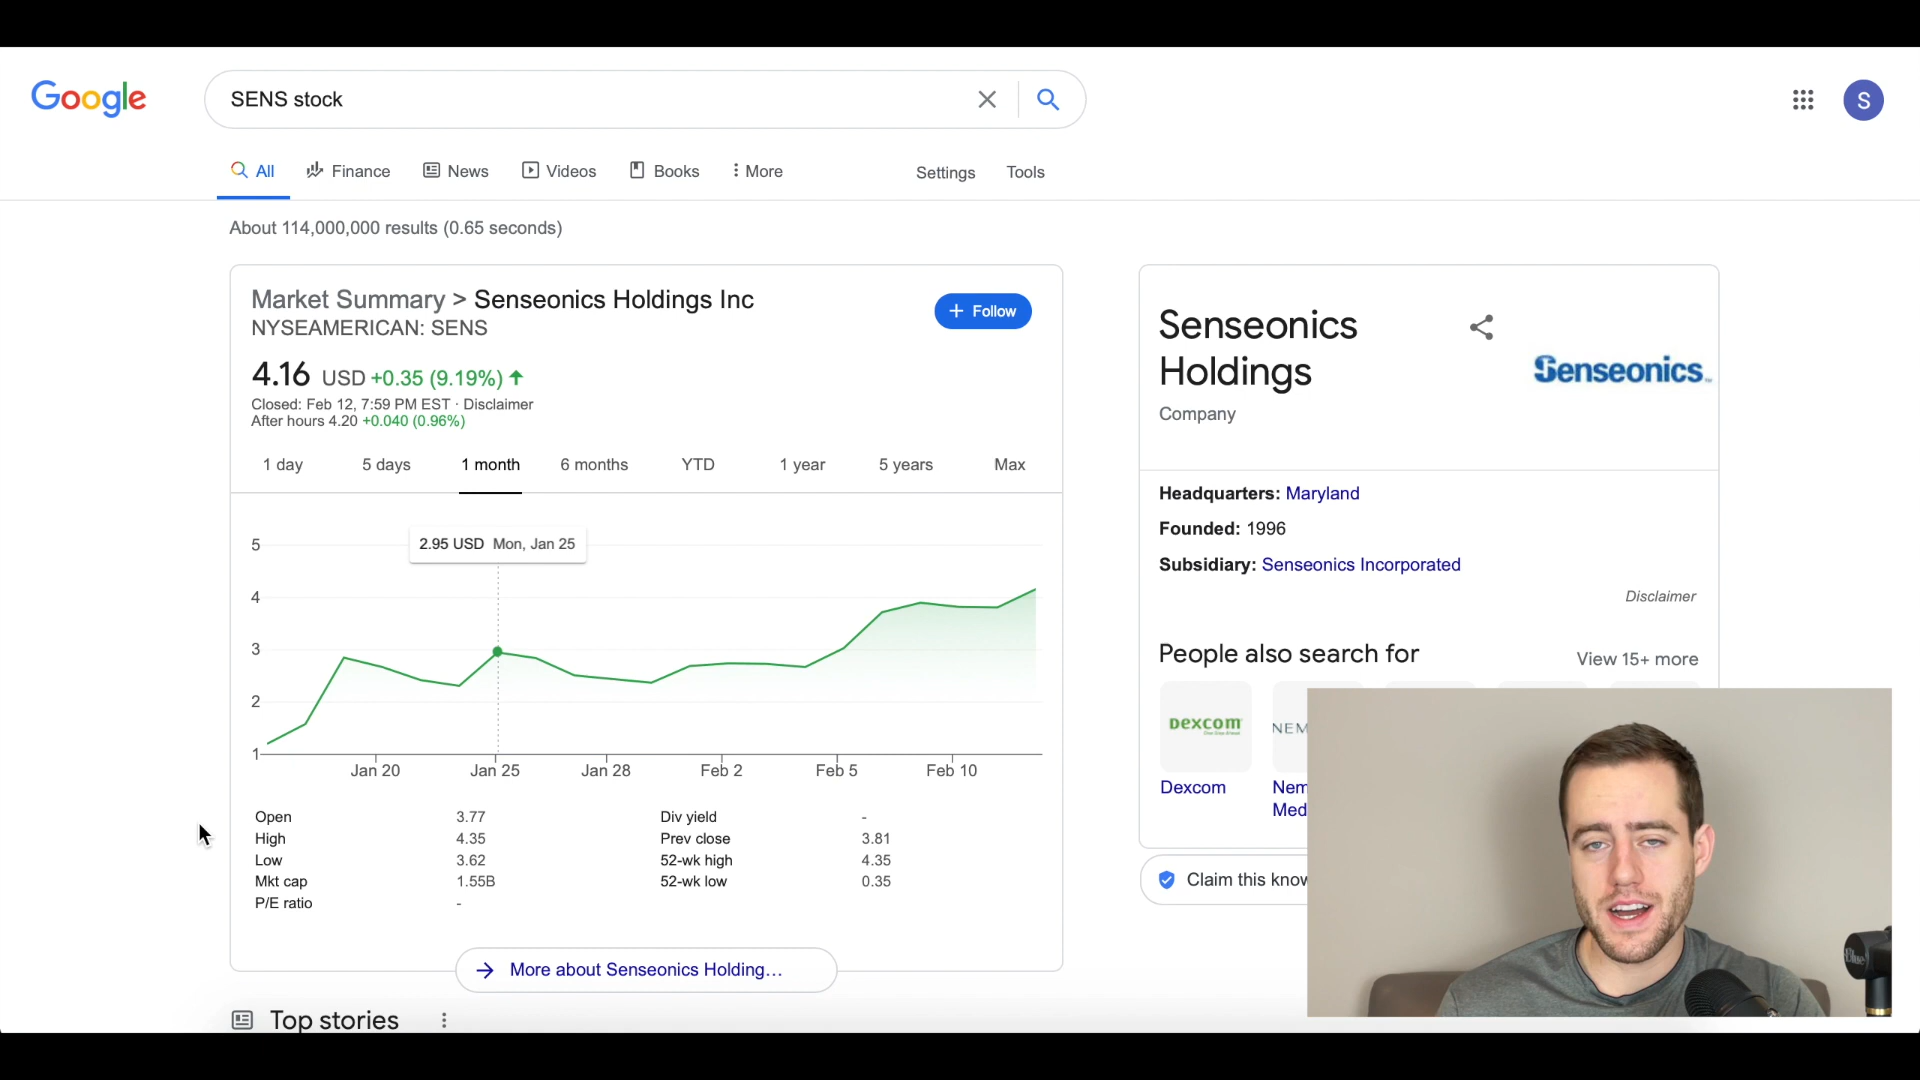 Google
SENS stock
S
All
Finance
News
Videos
Books
More
Settings
Tools
About 114,000,000 results (0.65 seconds)
Market Summary > Senseonics Holdings Inc
NYSEAMERICAN: SENS
+ Follow
4.16 USD +0.35 (9.19%)
Closed: Feb 12, 7:59 PM EST · Disclaimer
After hours 4.20 +0.040 (0.96%)
1 day 5 days 1 month 6 months YTD 1 year 5 years Max
2.95 USD Mon, Jan 25
5
4
3
2
1
Jan 20 Jan 25 Jan 28 Feb 2 Feb 5 Feb 10
Open 3.77 Div yield -
High 4.35 Prev close 3.81
Low 3.62 52-wk high 4.35
Mkt cap 1.55B 52-wk low 0.35
P/E ratio -
More about Senseonics Holding...
Top stories
Senseonics
Holdings
Company
Senseonics
Headquarters: Maryland
Founded: 1996
Subsidiary: Senseonics Incorporated
Disclaimer
People also search for
View 15+ more
Dexcom
NEM
Dexcom
Nem
Med
Claim this know
Blue